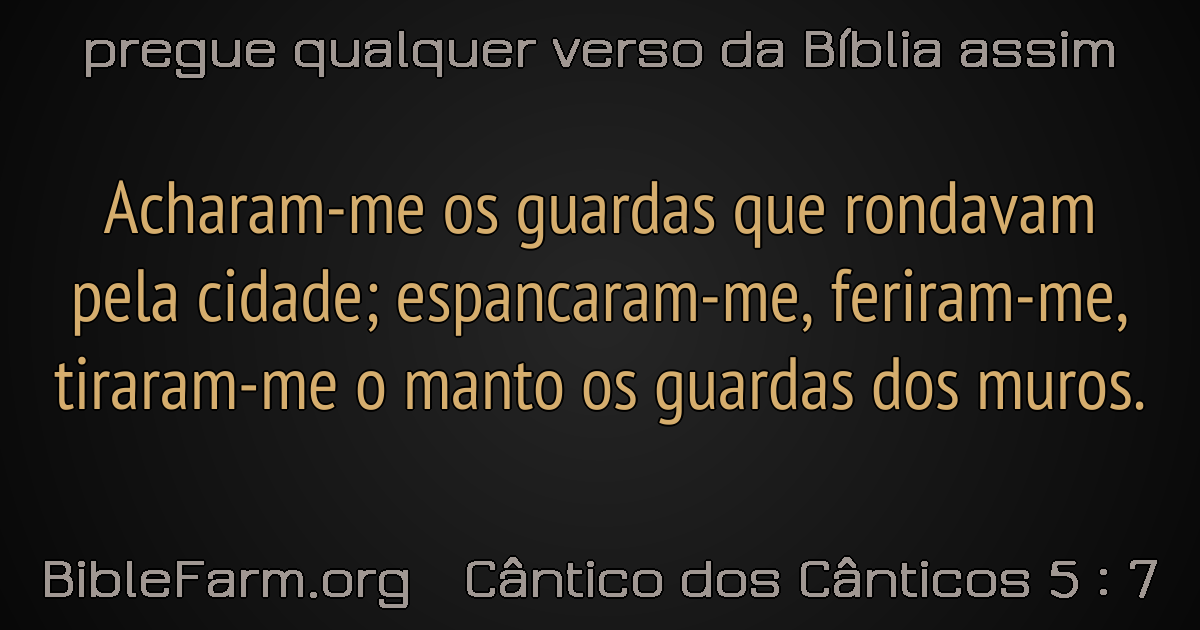 pregue qualquer verso da Bíblia assim
Acharam-me os guardas que rondavam
pela cidade; espancaram-me, feriram-me,
tiraram-me o manto os guardas dos muros.
BibleFarm.org Cântico dos Cânticos 5 : 7